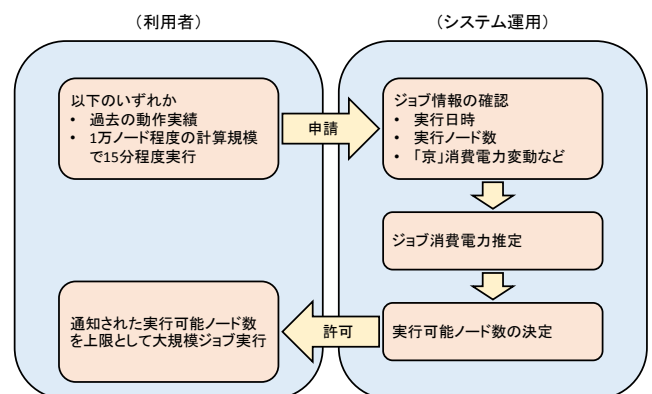 （利用者）
（システム運用）
以下のいずれか
• 過去の動作実績
• 1万ノード程度の計算規模
で15分程度実行
申請
ジョブ情報の確認
• 実行日時
• 実行ノード数
• 「京」消費電力変動など
ジョブ消費電力推定
実行可能ノード数の決定
許可
通知された実行可能ノード数
を上限として大規模ジョブ実行